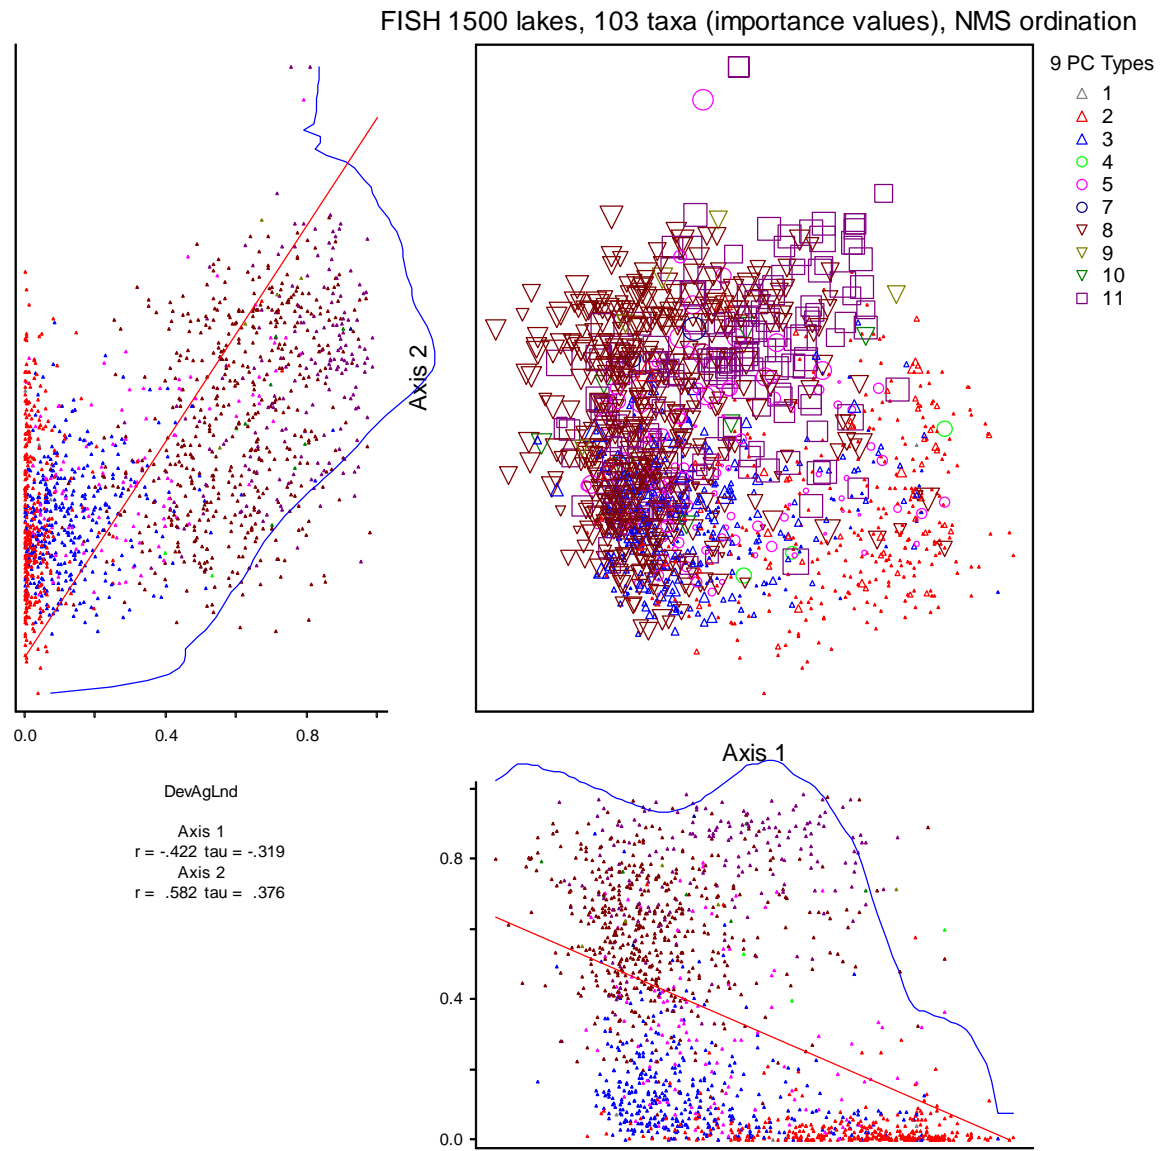 FISH 1500 lakes, 103 taxa (importance values), NMS ordination
9 PC Types
1
2
3
4
5
7
8
9
10
11
Axis 2
0.0 0.4 0.8
Axis 1
DevAgLnd
Axis 1
r = -.422 tau = -.319
Axis 2
r = .582 tau = .376
0.8
0.4
0.0